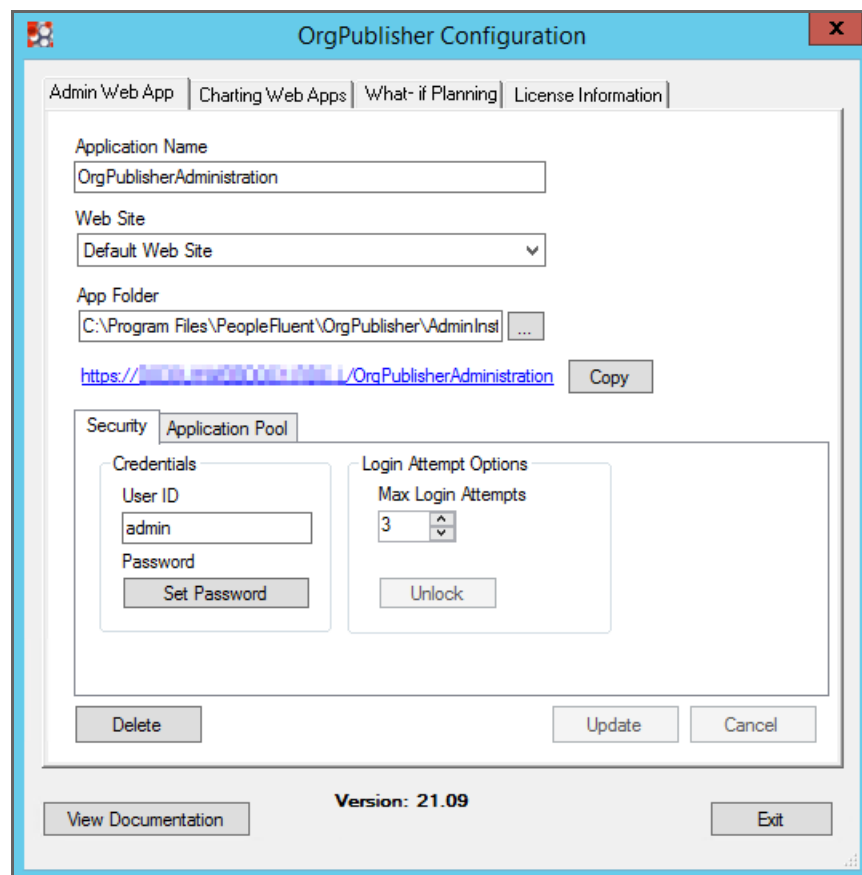 OrgPublisher Configuration
x
Admin Web App Charting Web Apps What- if Planning License Information
Application Name
OrgPublisherAdministration
Web Site
Default Web Site
App Folder
C:\Program Files\PeopleFluent\OrgPublisher\AdminInst ...
https:// /OrgPublisherAdministration Copy
Security Application Pool
Credentials Login Attempt Options
User ID Max Login Attempts
admin 3
Password
Set Password Unlock
Delete Update Cancel
Version: 21.09
View Documentation Exit